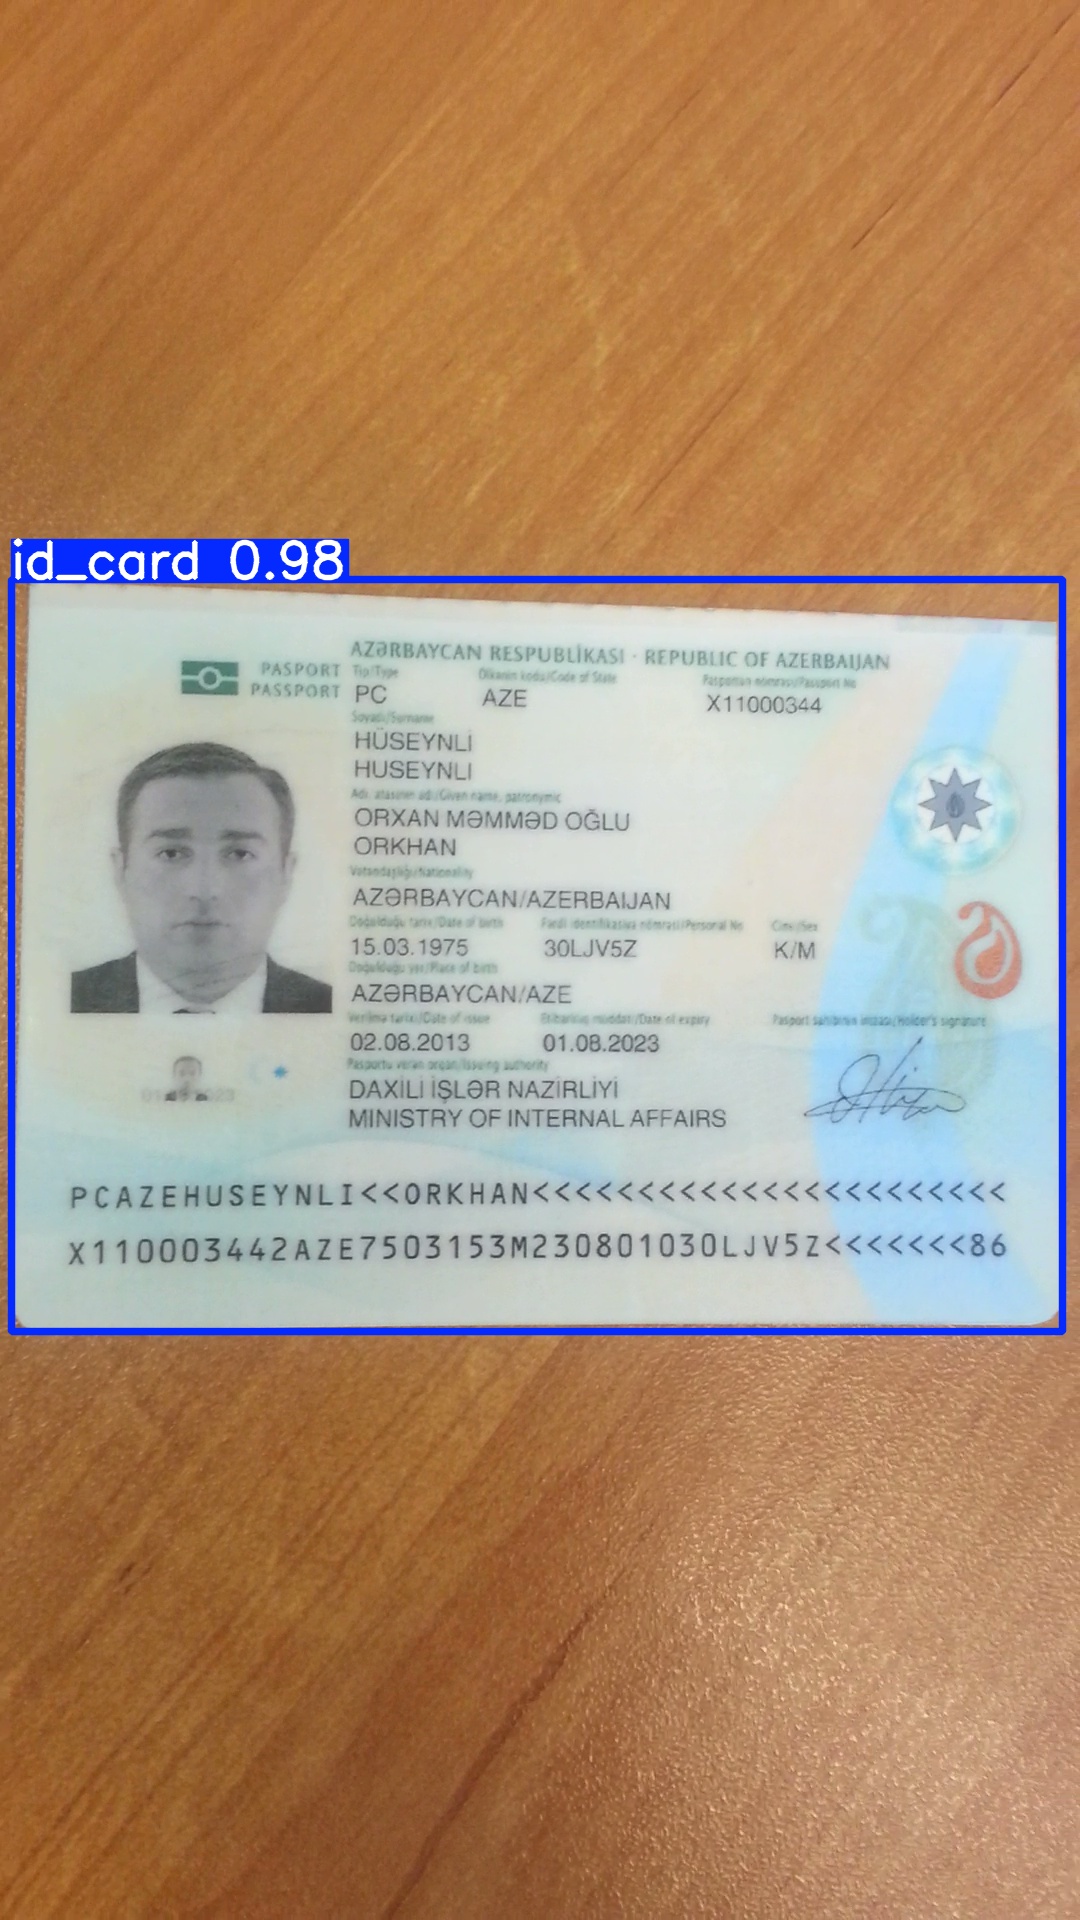 id_card 0.98
AZƏRBAYCAN RESPUBLİKASI · REPUBLIC OF AZERBAIJAN
PASPORT
PASSPORT
Tip/Type
Ölkənin kodu/Code of State
Pasportun nömrəsi/Passport No
PC
AZE
X11000344
Soyadı/Surname
HÜSEYNLİ
HUSEYNLI
Adı, atasının adı/Given name, patronymic
ORXAN MƏMMƏD OĞLU
ORKHAN
Vətəndaşlığı/Nationality
AZƏRBAYCAN/AZERBAIJAN
Doğulduğu tarix/Date of birth
Fərdi identifikasiya nömrəsi/Personal No
Cinsi/Sex
15.03.1975
30LJV5Z
K/M
Doğulduğu yer/Place of birth
AZƏRBAYCAN/AZE
Verilmə tarixi/Date of issue
Etibarlılıq müddəti/Date of expiry
Pasport sahibinin imzası/Holder's signature
02.08.2013
01.08.2023
Pasportu verən orqan/Issuing authority
DAXİLİ İŞLƏR NAZİRLİYİ
MINISTRY OF INTERNAL AFFAIRS
PCAZEHUSEYNLI<<ORKHAN<<<<<<<<<<<<<<<<<<<<<<<
X110003442AZE7503153M230801030LJV5Z<<<<<<<86